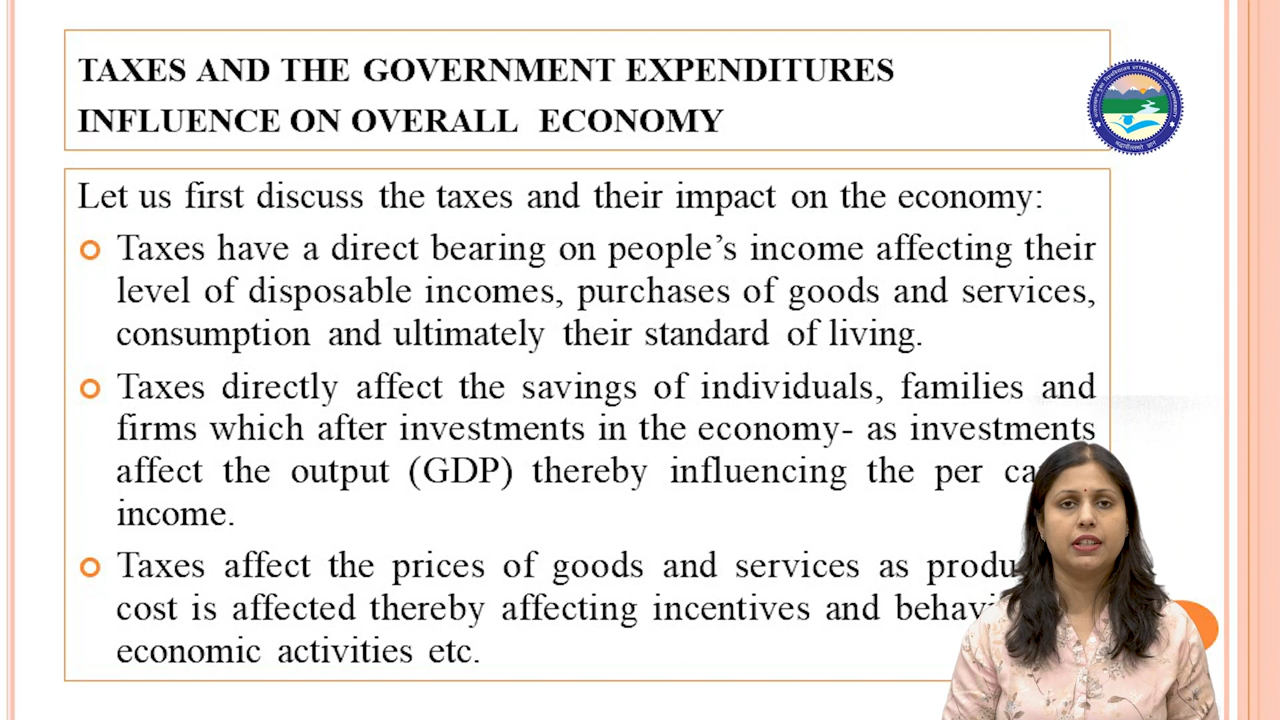 TAXES AND THE GOVERNMENT EXPENDITURES
INFLUENCE ON OVERALL ECONOMY
Let us first discuss the taxes and their impact on the economy:
Taxes have a direct bearing on people's income affecting their
level of disposable incomes, purchases of goods and services,
consumption and ultimately their standard of living.
Taxes directly affect the savings of individuals, families and
firms which after investments in the economy- as investments
affect the output (GDP) thereby influencing the per
income.
Taxes affect the prices of goods and services as
cost is affected thereby affecting incentives and
economic activities etc.